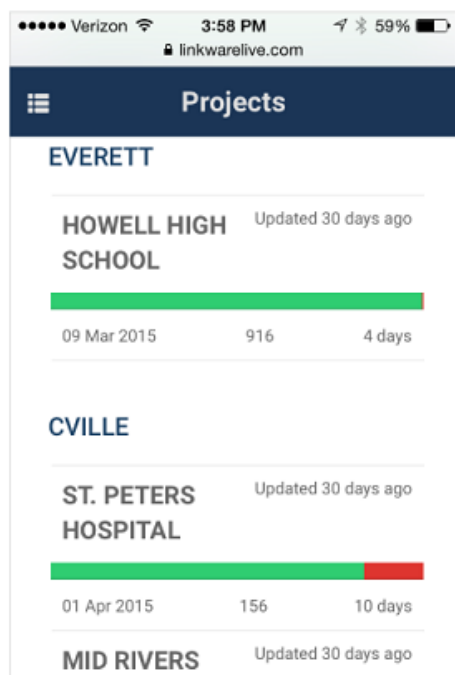 Verizon 3:58 PM 59%
linkwarelive.com
Projects
EVERETT
HOWELL HIGH Updated 30 days ago
SCHOOL
09 Mar 2015 916 4 days
CVILLE
ST. PETERS Updated 30 days ago
HOSPITAL
01 Apr 2015 156 10 days
MID RIVERS Updated 30 days ago